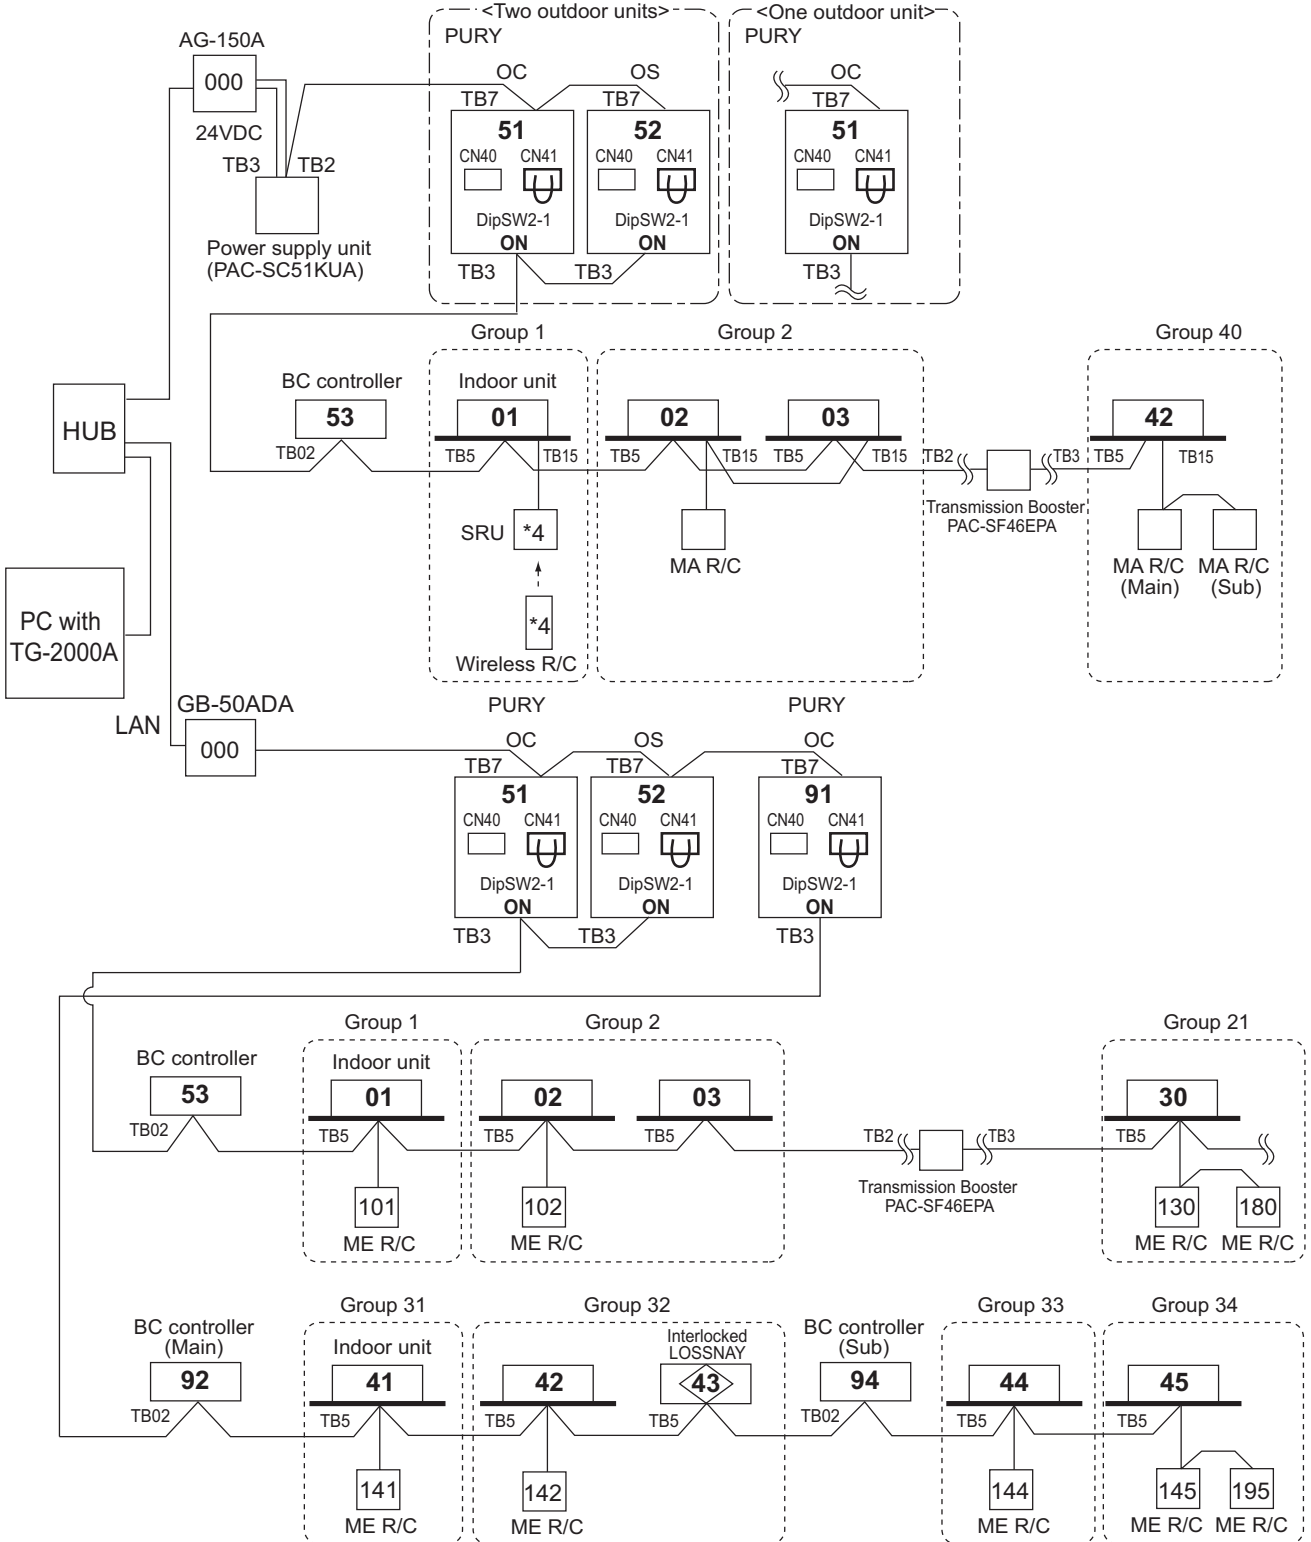 <Two outdoor units>
<One outdoor unit>
PURY
PURY
AG-150A
000
24VDC
TB3
TB2
Power supply unit
(PAC-SC51KUA)
OC
OS
TB7
TB7
51
52
CN40
CN41
CN40
CN41
DipSW2-1
DipSW2-1
ON
ON
TB3
TB3
OC
TB7
51
CN40
CN41
DipSW2-1
ON
TB3
HUB
PC with
TG-2000A
LAN
Group 1
Group 2
Group 40
BC controller
53
TB02
Indoor unit
01
TB5
TB15
SRU
*4
*4
Wireless R/C
02
TB5
TB15
MA R/C
03
TB5
TB15
TB2
TB3
Transmission Booster
PAC-SF46EPA
42
TB5
TB15
MA R/C
(Main)
MA R/C
(Sub)
GB-50ADA
000
PURY
PURY
OC
OS
OC
TB7
TB7
TB7
51
52
91
CN40
CN41
CN40
CN41
CN40
CN41
DipSW2-1
DipSW2-1
DipSW2-1
ON
ON
ON
TB3
TB3
TB3
Group 1
Group 2
Group 21
BC controller
53
TB02
Indoor unit
01
TB5
101
ME R/C
02
TB5
102
ME R/C
03
TB5
TB2
TB3
Transmission Booster
PAC-SF46EPA
30
TB5
130
180
ME R/C
ME R/C
Group 31
Group 32
Group 33
Group 34
BC controller
(Main)
92
TB02
Indoor unit
41
TB5
141
ME R/C
42
TB5
142
ME R/C
Interlocked
LOSSNAY
43
TB5
BC controller
(Sub)
94
TB02
44
TB5
144
ME R/C
45
TB5
145
195
ME R/C
ME R/C